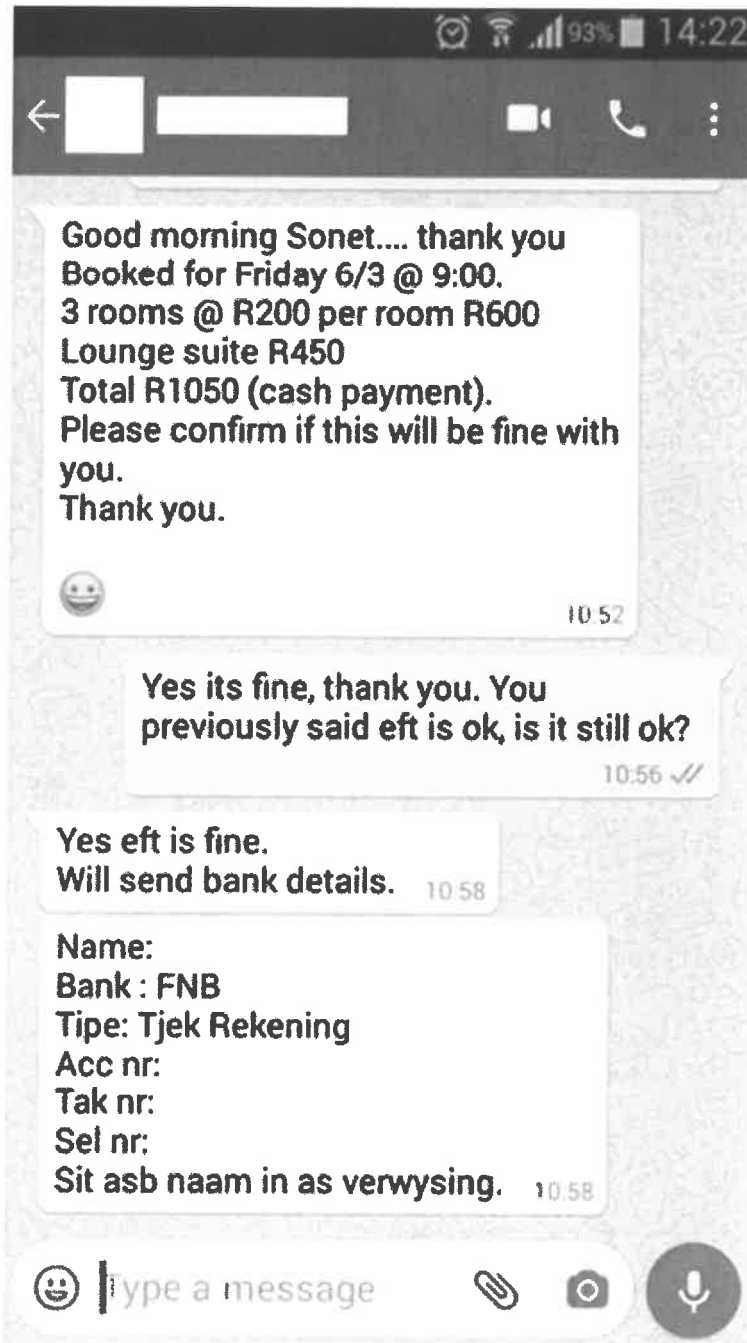 93% 14:22
Good morning Sonet.... thank you
Booked for Friday 6/3 @ 9:00.
3 rooms @ R200 per room R600
Lounge suite R450
Total R1050 (cash payment).
Please confirm if this will be fine with
you.
Thank you.
10:52
Yes its fine, thank you. You
previously said eft is ok, is it still ok?
10:56
Yes eft is fine.
Will send bank details. 10:58
Name:
Bank : FNB
Tipe: Tjek Rekening
Acc nr:
Tak nr:
Sel nr:
Sit asb naam in as verwysing. 10:58
Type a message